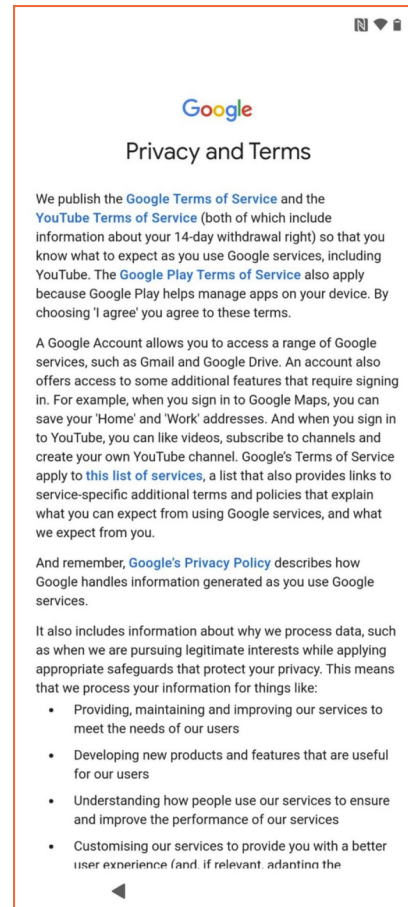 Google
Privacy and Terms
We publish the Google Terms of Service and the
YouTube Terms of Service (both of which include
information about your 14-day withdrawal right) so that you
know what to expect as you use Google services, including
YouTube. The Google Play Terms of Service also apply
because Google Play helps manage apps on your device. By
choosing 'I agree' you agree to these terms.
A Google Account allows you to access a range of Google
services, such as Gmail and Google Drive. An account also
offers access to some additional features that require signing
in. For example, when you sign in to Google Maps, you can
save your 'Home' and 'Work' addresses. And when you sign in
to YouTube, you can like videos, subscribe to channels and
create your own YouTube channel. Google's Terms of Service
apply to this list of services, a list that also provides links to
service-specific additional terms and policies that explain
what you can expect from using Google services, and what
we expect from you.
And remember, Google's Privacy Policy describes how
Google handles information generated as you use Google
services.
It also includes information about why we process data, such
as when we are pursuing legitimate interests while applying
appropriate safeguards that protect your privacy. This means
that we process your information for things like:
• Providing, maintaining and improving our services to
meet the needs of our users
• Developing new products and features that are useful
for our users
• Understanding how people use our services to ensure
and improve the performance of our services
• Customising our services to provide you with a better
user experience (and, if relevant, adapting the